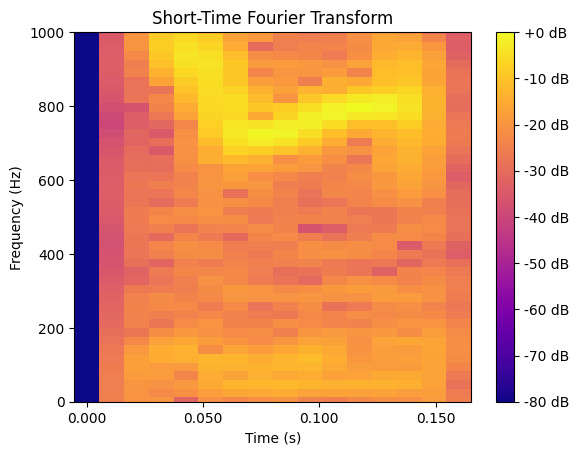 Short-Time Fourier Transform
Frequency (Hz)
1000
800
600
400
200
0
0.000
0.050
0.100
0.150
Time (s)
+0 dB
-10 dB
-20 dB
-30 dB
-40 dB
-50 dB
-60 dB
-70 dB
-80 dB